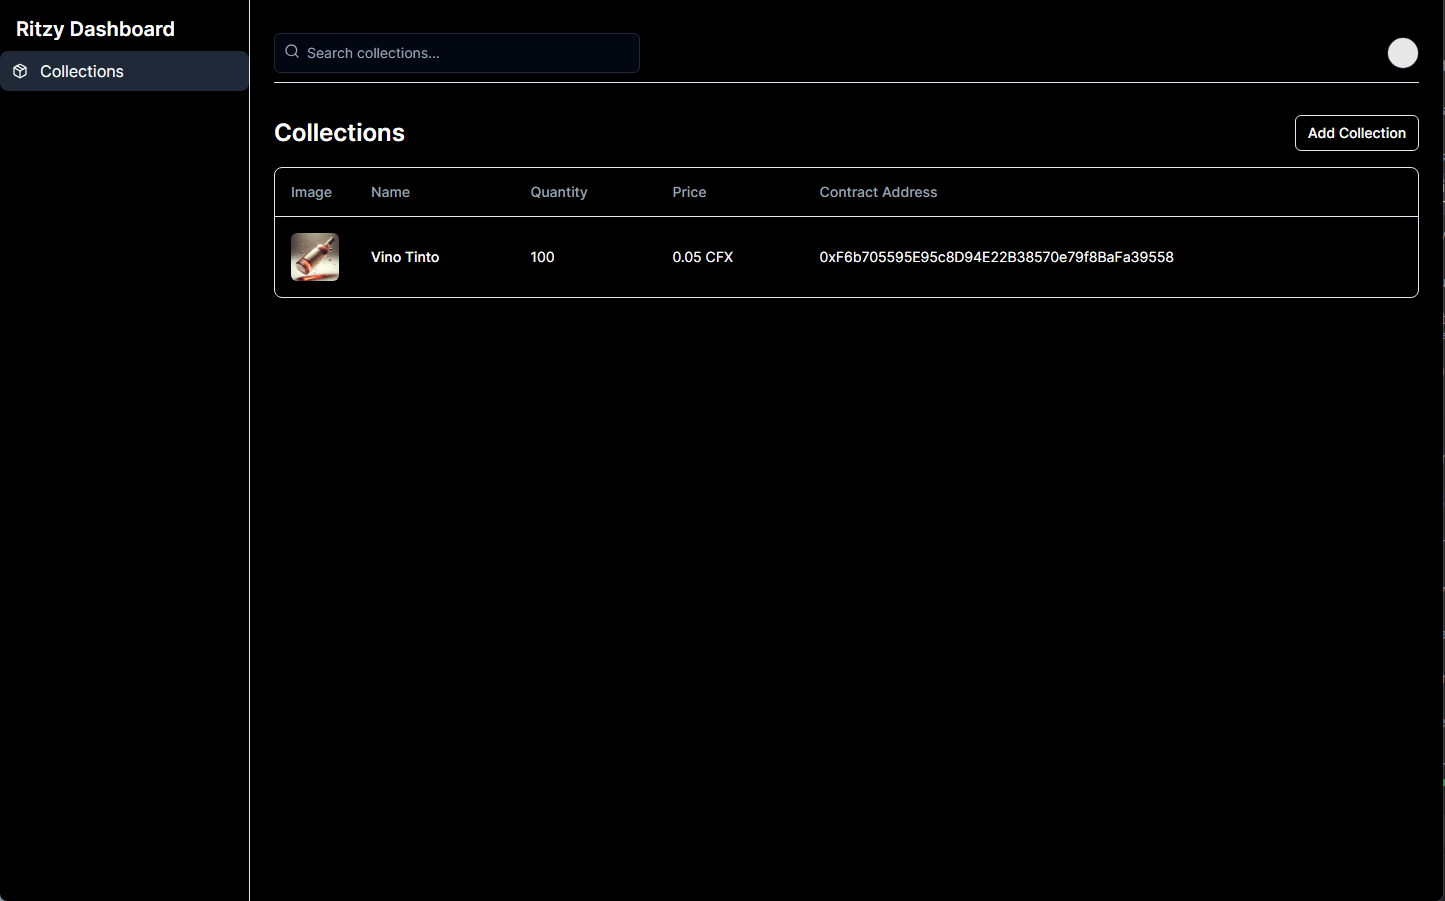 Ritzy Dashboard
Collections
Search collections...
Collections
Add Collection
Image Name Quantity Price Contract Address
Vino Tinto 100 0.05 CFX 0xF6b705595E95c8D94E22B38570e79f8BaFa39558